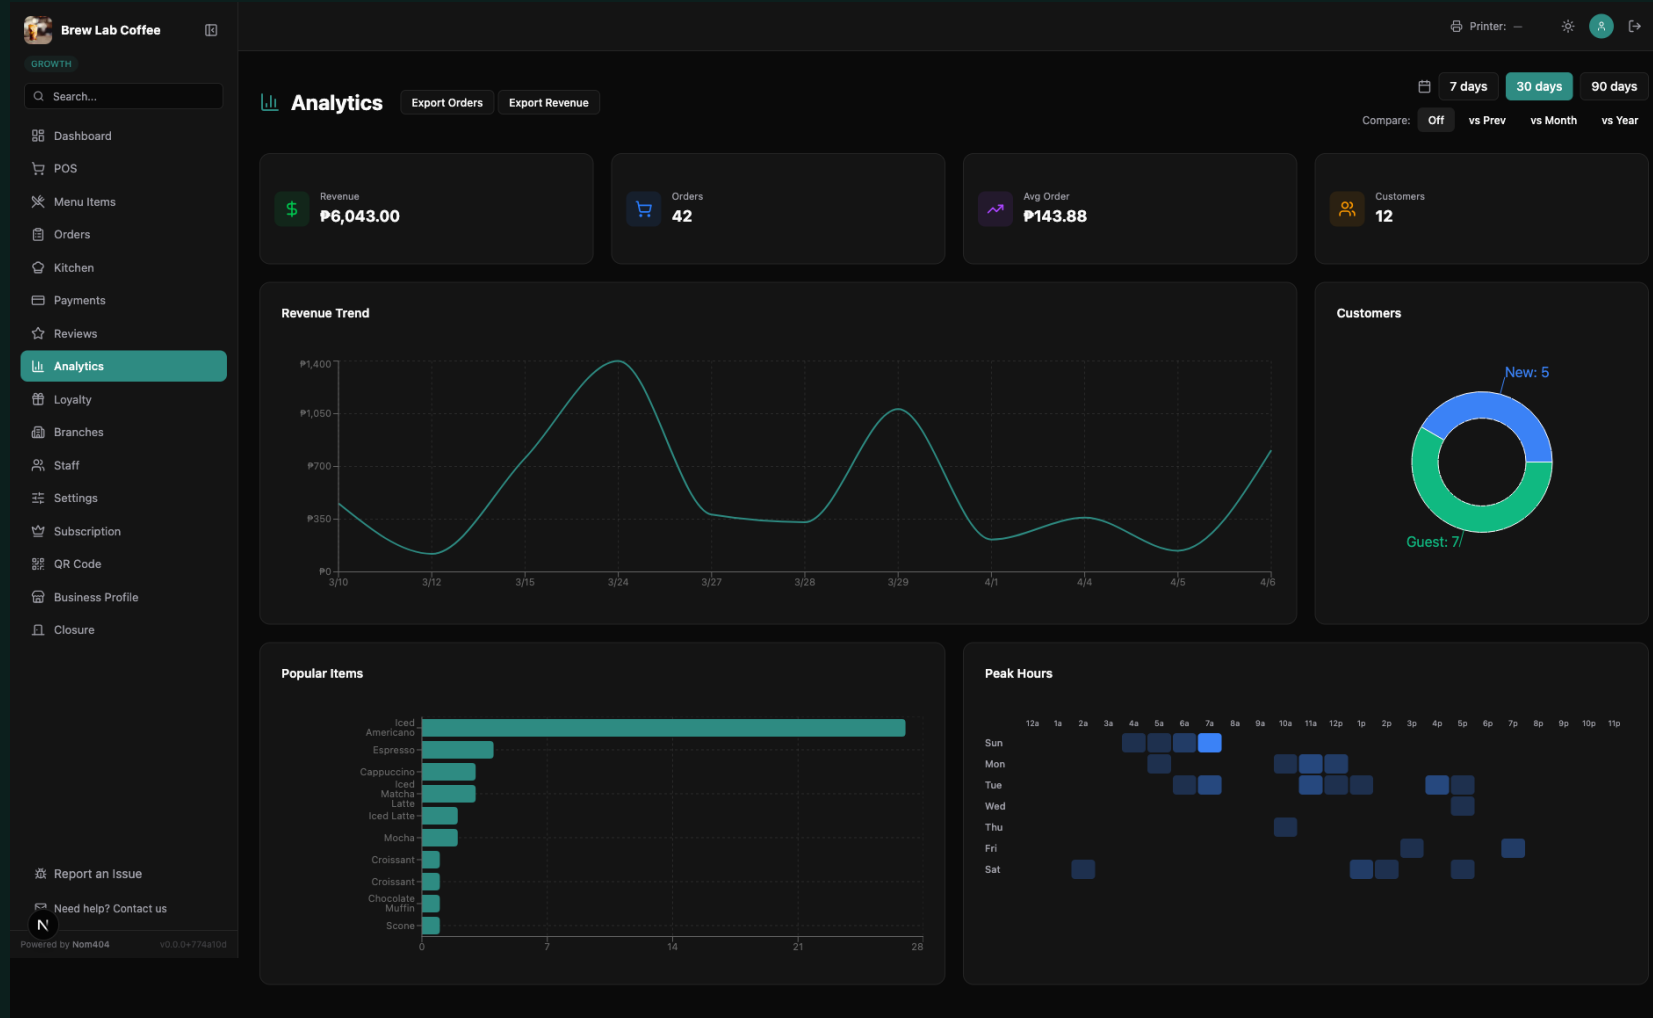 Brew Lab Coffee
GROWTH
Search...
Dashboard
POS
Menu Items
Orders
Kitchen
Payments
Reviews
Analytics
Loyalty
Branches
Staff
Settings
Subscription
QR Code
Business Profile
Closure
Report an Issue
Need help? Contact us
N
Powered by Nom404 v0.0.0+774a10d
Printer: —
Analytics
Export Orders
Export Revenue
7 days
30 days
90 days
Compare:
Off
vs Prev
vs Month
vs Year
Revenue
₱6,043.00
Orders
42
Avg Order
₱143.88
Customers
12
Revenue Trend
₱1,400
₱1,050
₱700
₱350
₱0
3/10 3/12 3/15 3/24 3/27 3/28 3/29 4/1 4/4 4/5 4/6
Customers
New: 5
Guest: 7
Popular Items
Iced
Americano
Espresso
Cappuccino
Iced
Matcha
Latte
Iced Latte
Mocha
Croissant
Croissant
Chocolate
Muffin
Scone
0 7 14 21 28
Peak Hours
12a 1a 2a 3a 4a 5a 6a 7a 8a 9a 10a 11a 12p 1p 2p 3p 4p 5p 6p 7p 8p 9p 10p 11p
Sun
Mon
Tue
Wed
Thu
Fri
Sat